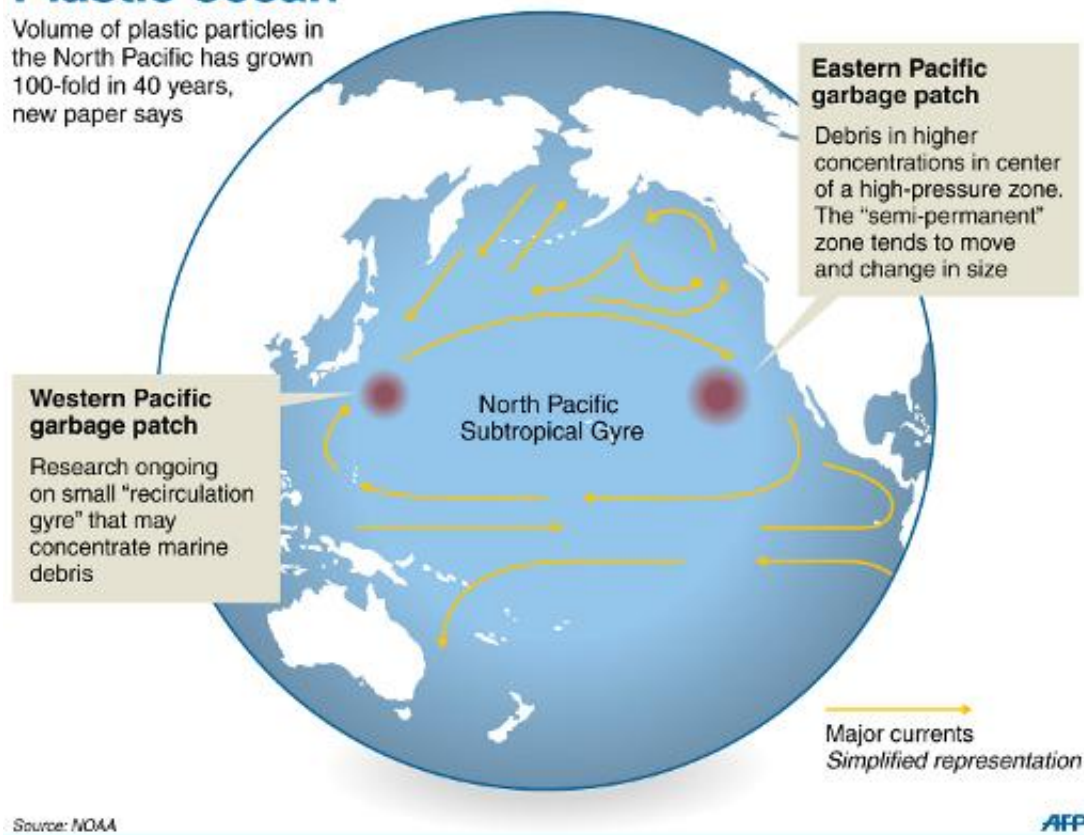 Plastic ocean
Volume of plastic particles in
the North Pacific has grown
100-fold in 40 years,
new paper says
Eastern Pacific
garbage patch
Debris in higher
concentrations in center
of a high-pressure zone.
The “semi-permanent”
zone tends to move
and change in size
Western Pacific
garbage patch
Research ongoing
on small “recirculation
gyre” that may
concentrate marine
debris
North Pacific
Subtropical Gyre
Major currents
Simplified representation
Source: NOAA
AFP